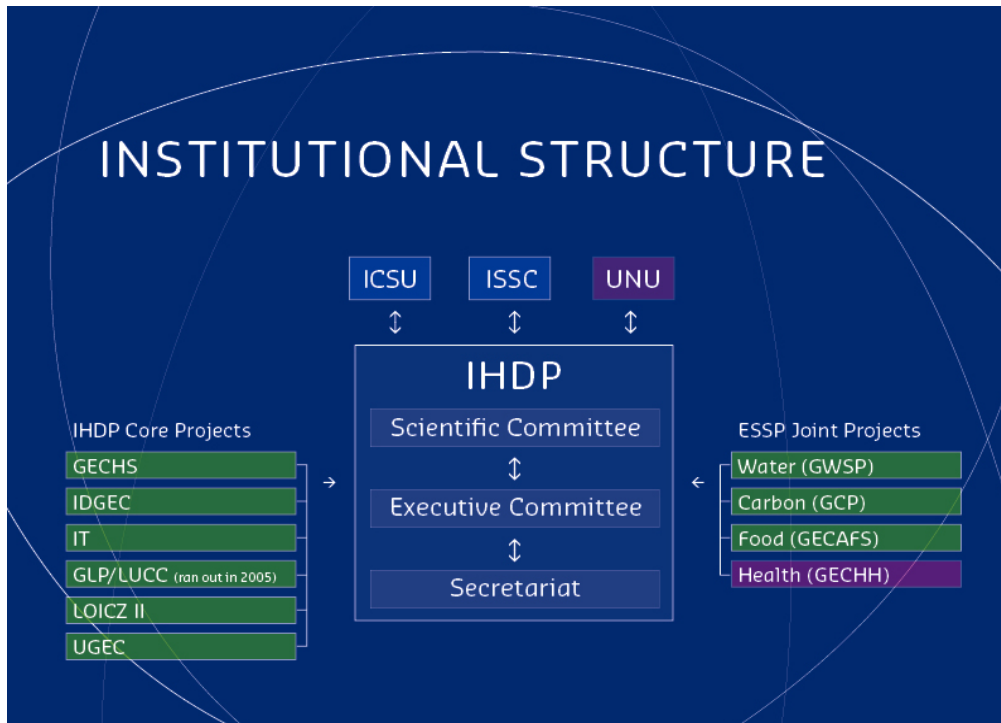 INSTITUTIONAL STRUCTURE
ICSU
ISSC
UNU
IHDP
Scientific Committee
Executive Committee
Secretariat
IHDP Core Projects
GECHS
IDGEC
IT
GLP/LUCC (ran out in 2005)
LOICZ II
UGEC
ESSP Joint Projects
Water (GWSP)
Carbon (GCP)
Food (GECAFS)
Health (GECHH)